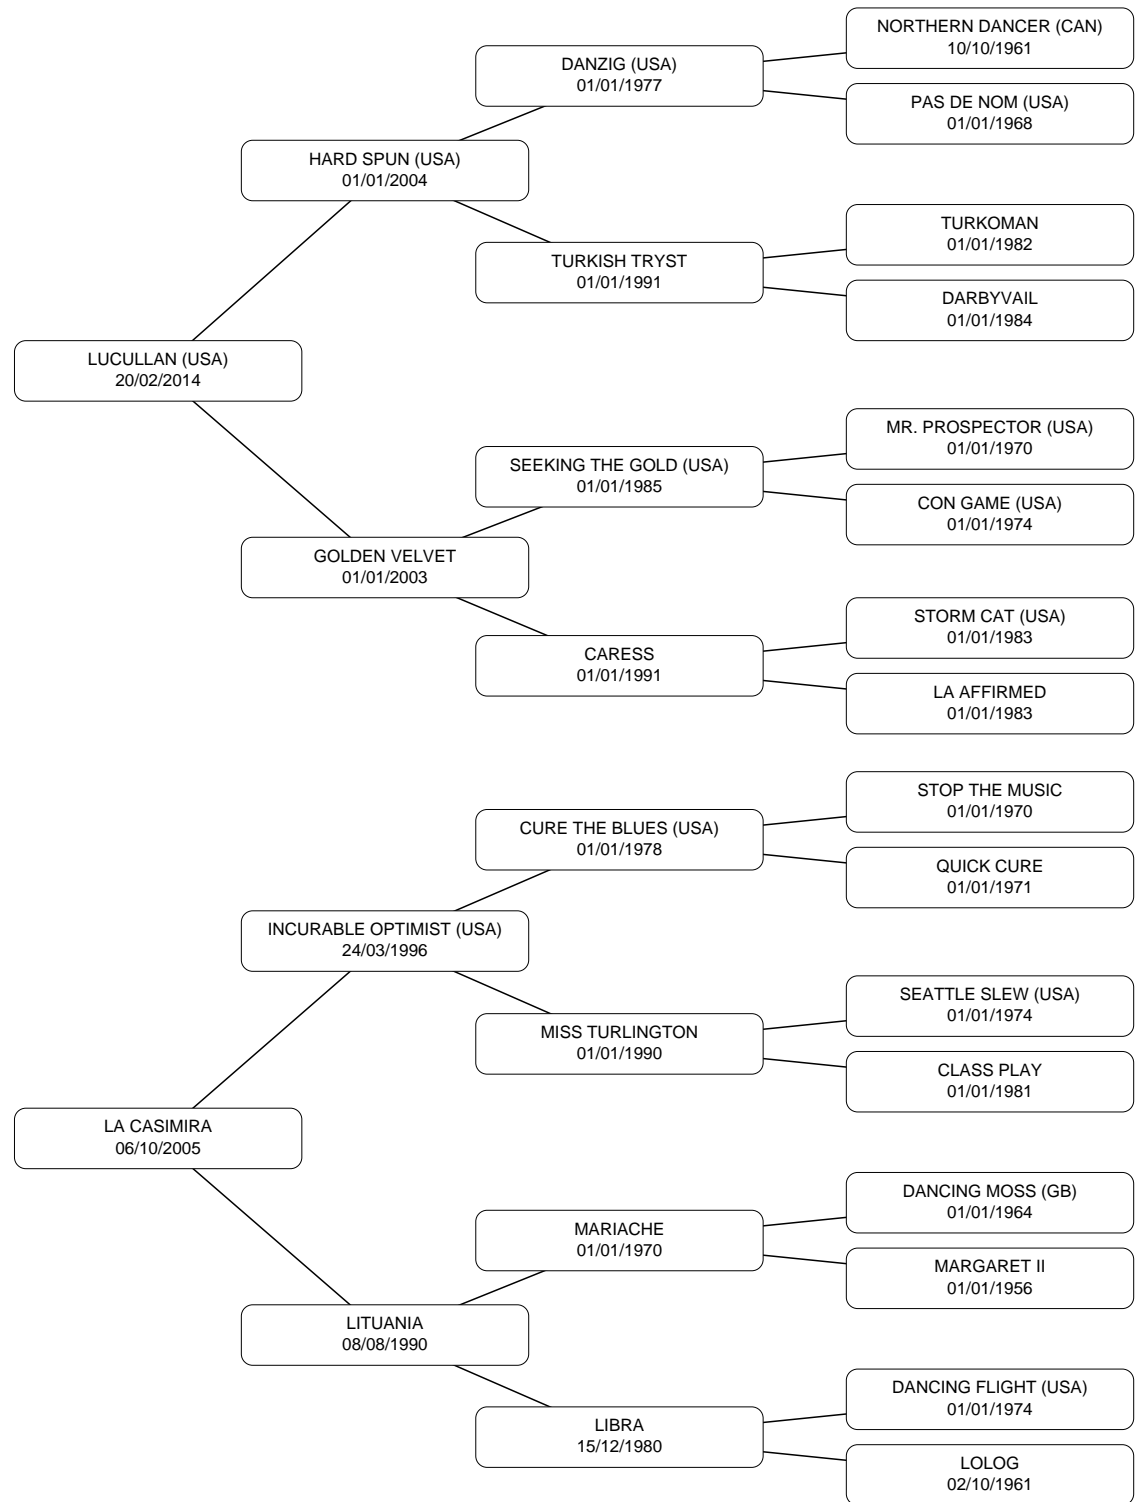 NORTHERN DANCER (CAN)
10/10/1961
DANZIG (USA)
01/01/1977
PAS DE NOM (USA)
01/01/1968
HARD SPUN (USA)
01/01/2004
TURKOMAN
01/01/1982
TURKISH TRYST
01/01/1991
DARBYVAIL
01/01/1984
LUCULLAN (USA)
20/02/2014
MR. PROSPECTOR (USA)
01/01/1970
SEEKING THE GOLD (USA)
01/01/1985
CON GAME (USA)
01/01/1974
GOLDEN VELVET
01/01/2003
STORM CAT (USA)
01/01/1983
CARESS
01/01/1991
LA AFFIRMED
01/01/1983
STOP THE MUSIC
01/01/1970
CURE THE BLUES (USA)
01/01/1978
QUICK CURE
01/01/1971
INCURABLE OPTIMIST (USA)
24/03/1996
SEATTLE SLEW (USA)
01/01/1974
MISS TURLINGTON
01/01/1990
CLASS PLAY
01/01/1981
LA CASIMIRA
06/10/2005
DANCING MOSS (GB)
01/01/1964
MARIACHE
01/01/1970
MARGARET II
01/01/1956
LITUANIA
08/08/1990
DANCING FLIGHT (USA)
01/01/1974
LIBRA
15/12/1980
LOLOG
02/10/1961